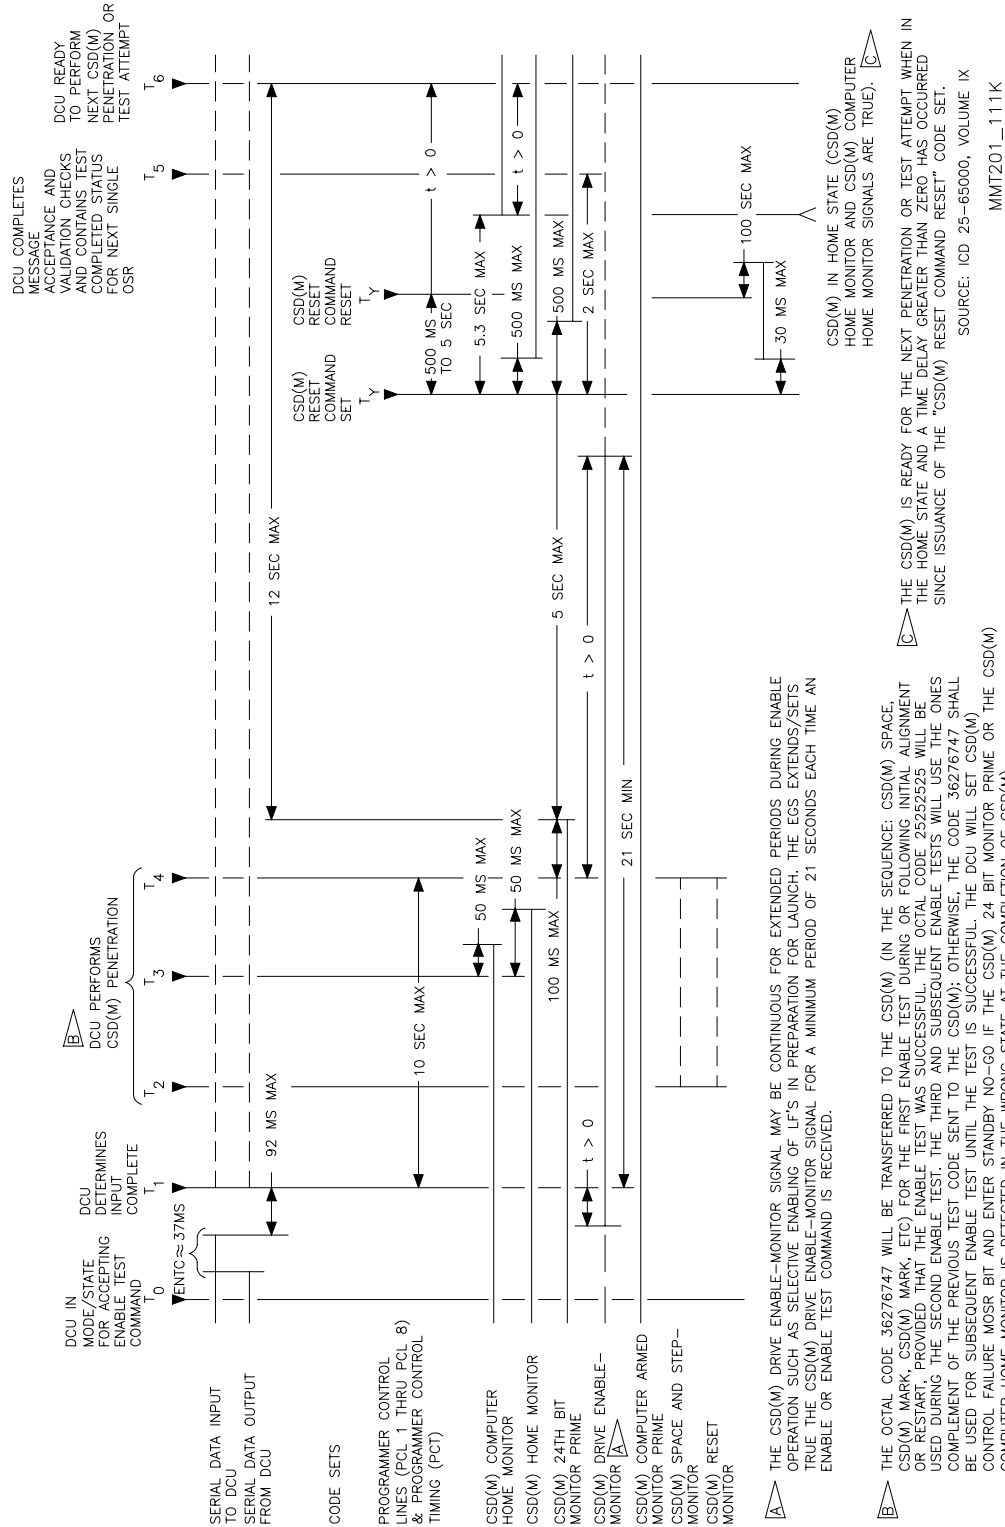 DCU IN
MODE/STATE
FOR ACCEPTING
ENABLE TEST
COMMAND
T0
ENTC≈37MS
DCU
DETERMINES
INPUT
COMPLETE
T1
92 MS MAX
B
DCU PERFORMS
CSD(M) PENETRATION
T2
T3
T4
12 SEC MAX
CSD(M)
RESET
COMMAND
SET
TY
CSD(M)
RESET
COMMAND
RESET
TY
DCU COMPLETES
MESSAGE
ACCEPTANCE AND
VALIDATION CHECKS
AND CONTAINS TEST
COMPLETED STATUS
FOR NEXT SINGLE
OSR
T5
DCU READY
TO PERFORM
NEXT CSD(M)
PENETRATION OR
TEST ATTEMPT
T6
SERIAL DATA INPUT
TO DCU
SERIAL DATA OUTPUT
FROM DCU
CODE SETS
PROGRAMMER CONTROL
LINES (PCL 1 THRU PCL 8)
& PROGRAMMER CONTROL
TIMING (PCT)
10 SEC MAX
500 MS
TO 5 SEC
t > 0
CSD(M) COMPUTER
HOME MONITOR
50 MS MAX
5.3 SEC MAX
CSD(M) HOME MONITOR
50 MS MAX
500 MS MAX
t > 0
CSD(M) 24TH BIT
MONITOR PRIME
100 MS MAX
5 SEC MAX
500 MS MAX
CSD(M) DRIVE ENABLE-
MONITOR A
t > 0
t > 0
2 SEC MAX
CSD(M) COMPUTER ARMED
MONITOR PRIME
21 SEC MIN
CSD(M) SPACE AND STEP-
MONITOR
CSD(M) RESET
MONITOR
100 SEC MAX
30 MS MAX
CSD(M) IN HOME STATE (CSD(M)
HOME MONITOR AND CSD(M) COMPUTER
HOME MONITOR SIGNALS ARE TRUE). C
A THE CSD(M) DRIVE ENABLE-MONITOR SIGNAL MAY BE CONTINUOUS FOR EXTENDED PERIODS DURING ENABLE
OPERATION SUCH AS SELECTIVE ENABLING OF LF'S IN PREPARATION FOR LAUNCH. THE EGS EXTENDS/SETS
TRUE THE CSD(M) DRIVE ENABLE-MONITOR SIGNAL FOR A MINIMUM PERIOD OF 21 SECONDS EACH TIME AN
ENABLE OR ENABLE TEST COMMAND IS RECEIVED.
B THE OCTAL CODE 36276747 WILL BE TRANSFERRED TO THE CSD(M) (IN THE SEQUENCE: CSD(M) SPACE,
CSD(M) MARK, CSD(M) MARK, ETC) FOR THE FIRST ENABLE TEST DURING OR FOLLOWING INITIAL ALIGNMENT
OR RESTART, PROVIDED THAT THE ENABLE TEST WAS SUCCESSFUL. THE OCTAL CODE 25252525 WILL BE
USED DURING THE SECOND ENABLE TEST. THE THIRD AND SUBSEQUENT ENABLE TESTS WILL USE THE ONES
COMPLEMENT OF THE PREVIOUS TEST CODE SENT TO THE CSD(M); OTHERWISE, THE CODE 36276747 SHALL
BE USED FOR SUBSEQUENT ENABLE TEST UNTIL THE TEST IS SUCCESSFUL. THE DCU WILL SET CSD(M)
CONTROL FAILURE MOSR BIT AND ENTER STANDBY NO-GO IF THE CSD(M) 24 BIT MONITOR PRIME OR THE CSD(M)
COMPUTER HOME MONITOR IS DETECTED IN THE WRONG STATE AT THE COMPLETION OF CSD(M)
C THE CSD(M) IS READY FOR THE NEXT PENETRATION OR TEST ATTEMPT WHEN IN
THE HOME STATE AND A TIME DELAY GREATER THAN ZERO HAS OCCURRED
SINCE ISSUANCE OF THE "CSD(M) RESET COMMAND RESET" CODE SET.
SOURCE: ICD 25-65000, VOLUME IX
MMT201_111K